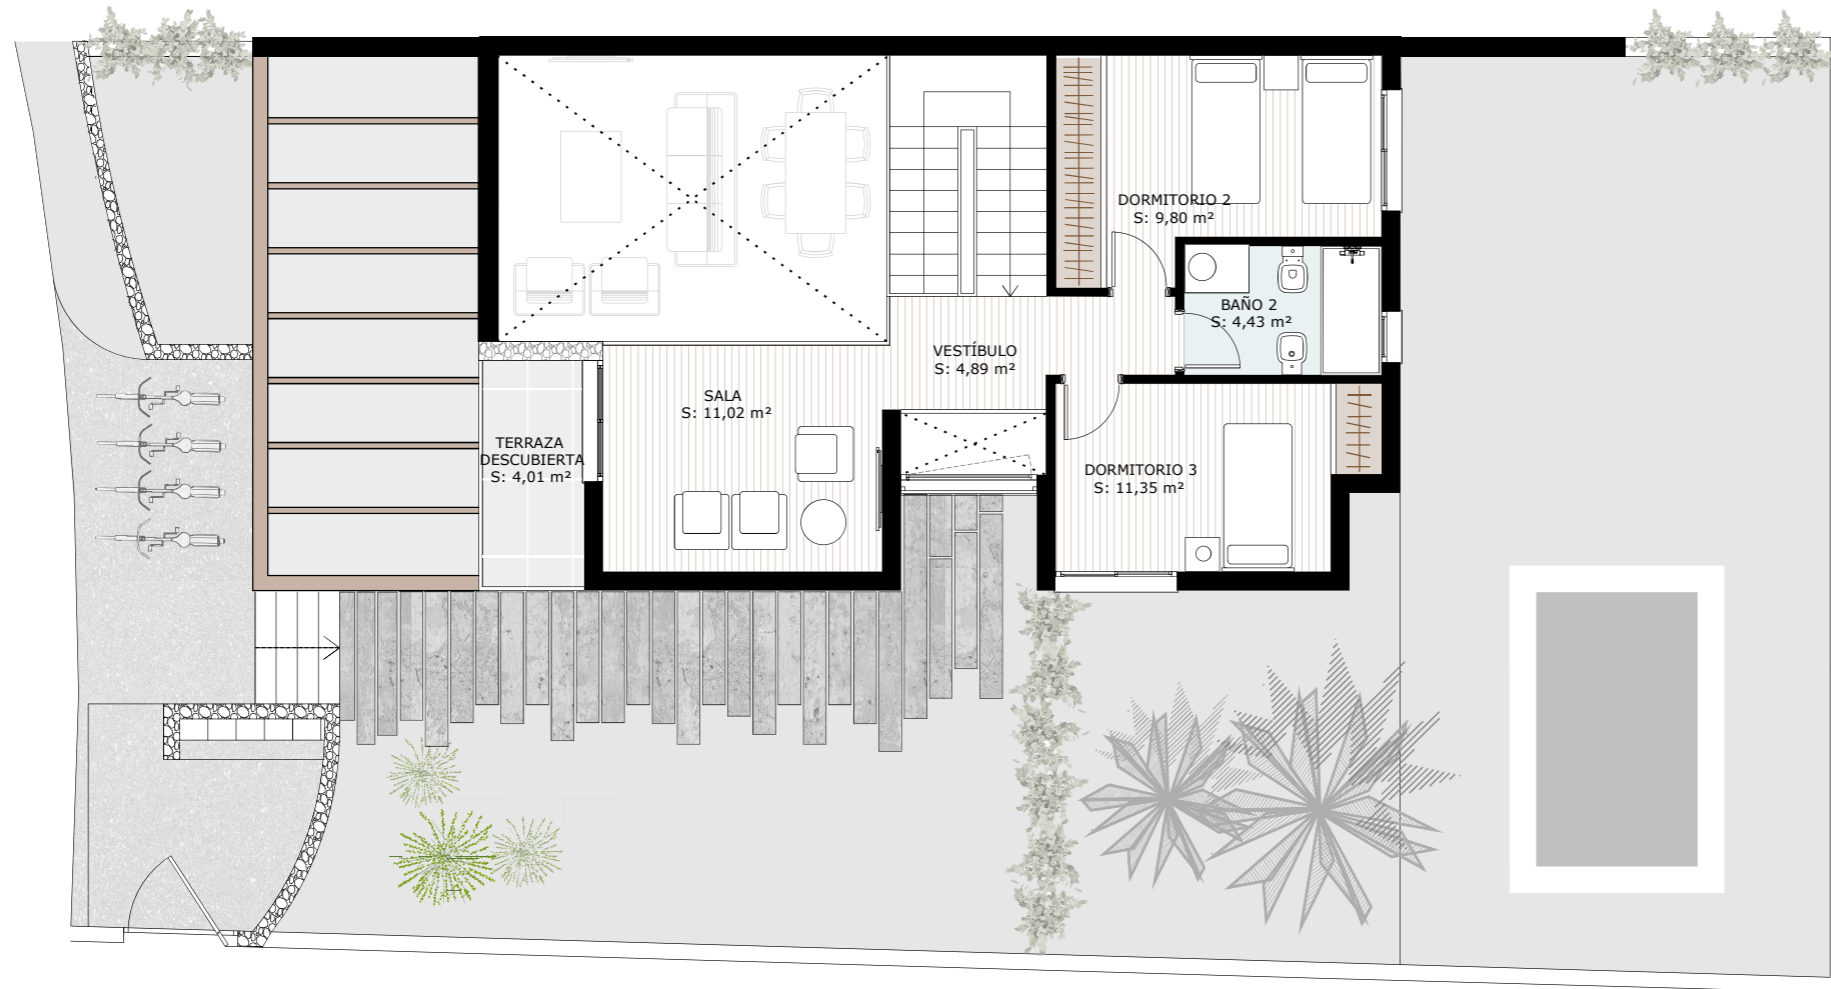 DORMITORIO 2
S: 9,80 m²
BAÑO 2
S: 4,43 m²
VESTÍBULO
S: 4,89 m²
SALA
S: 11,02 m²
TERRAZA
DESCUBIERTA
S: 4,01 m²
DORMITORIO 3
S: 11,35 m²